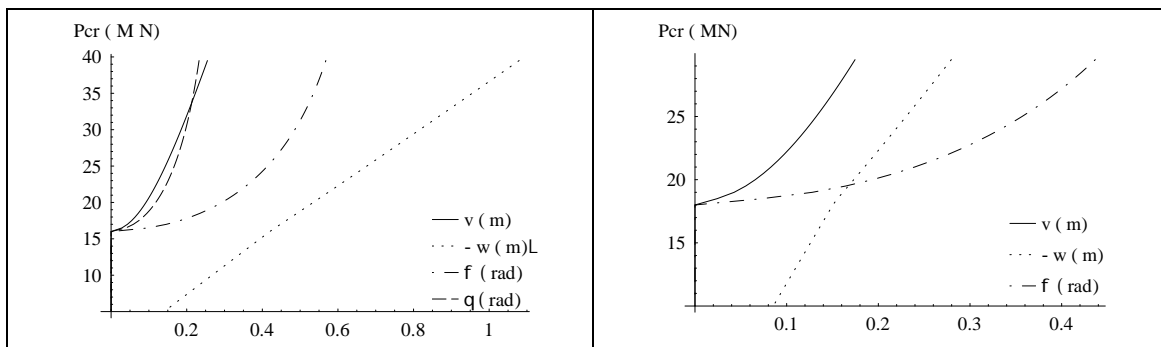 Pcr ( M N)
40
35
30
25
20
15
10
v ( m)
- w ( m)L
f ( rad)
q ( rad)
0.2
0.4
0.6
0.8
1
Pcr ( MN)
25
20
15
v ( m)
- w ( m)
f ( rad)
0.1
0.2
0.3
0.4